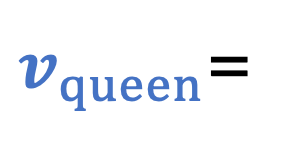 v_queen =